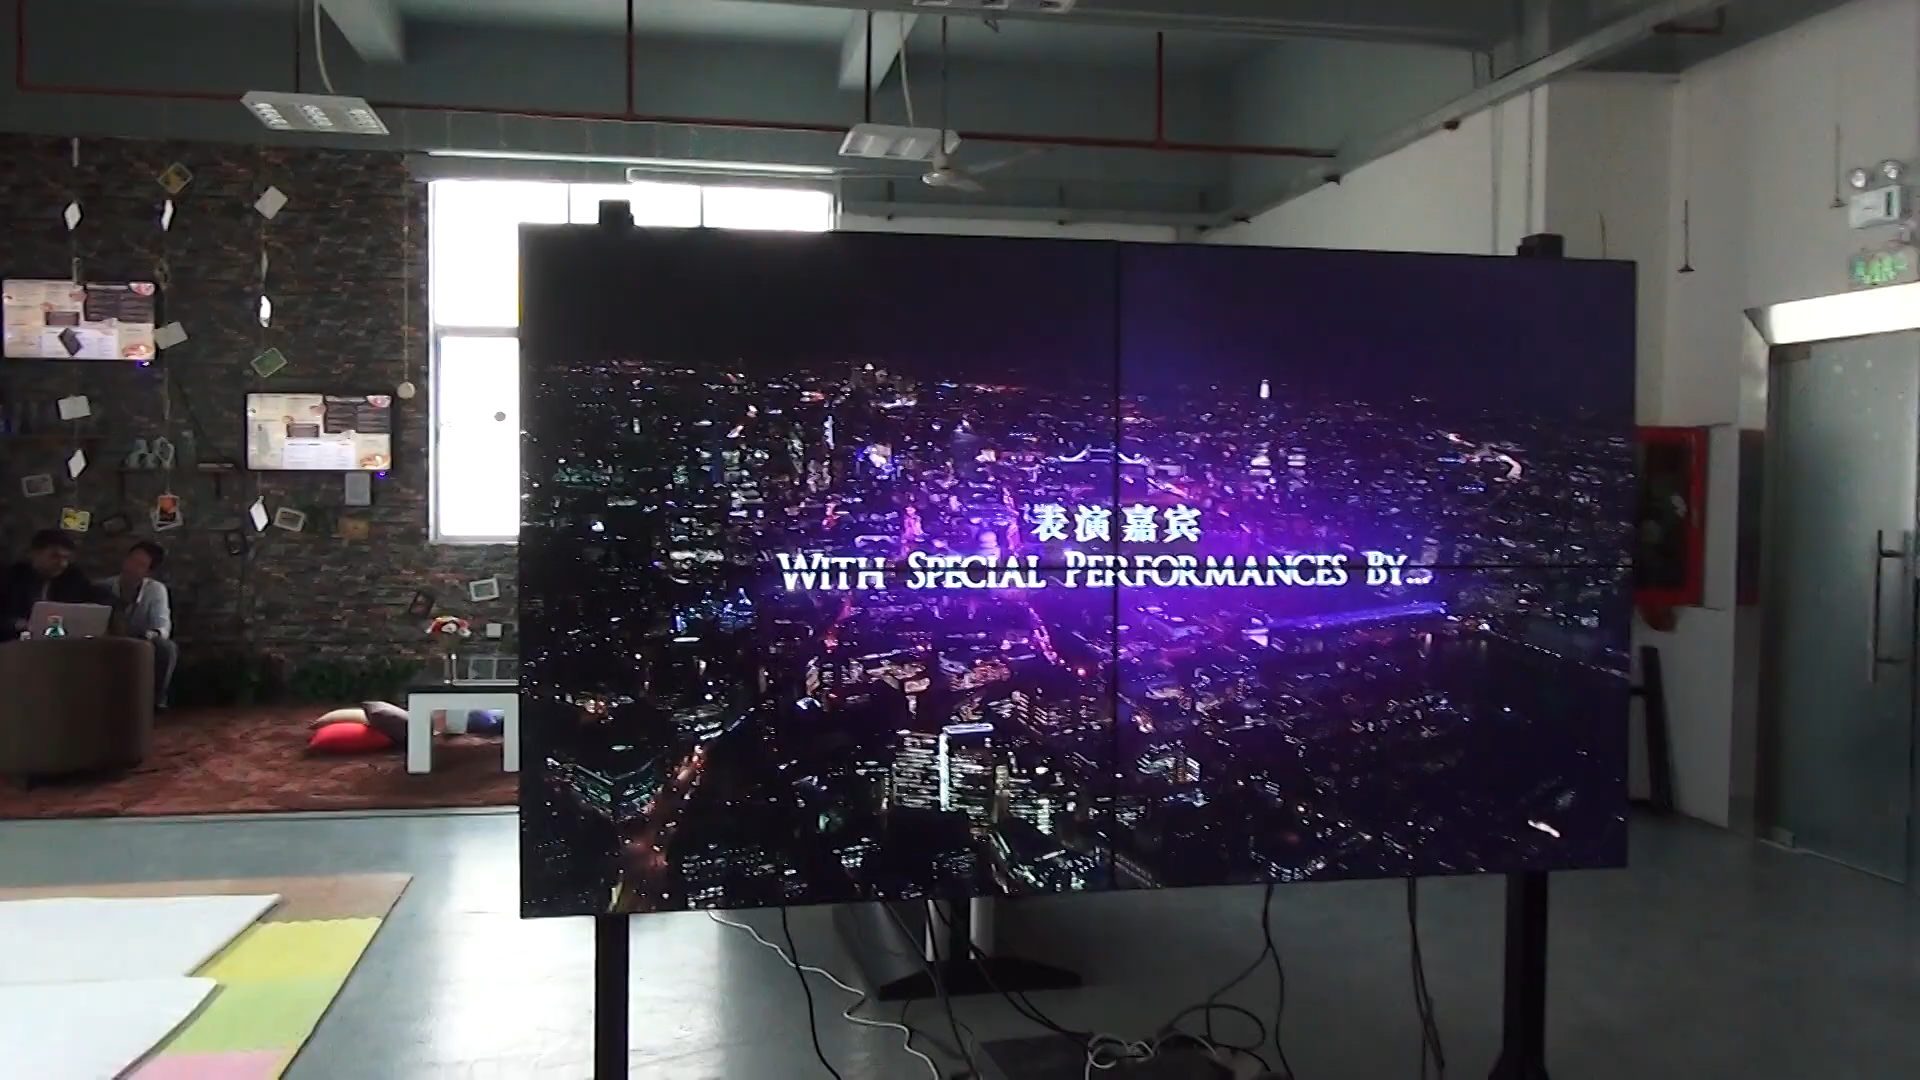 表演嘉宾
WITH SPECIAL PERFORMANCES BY...